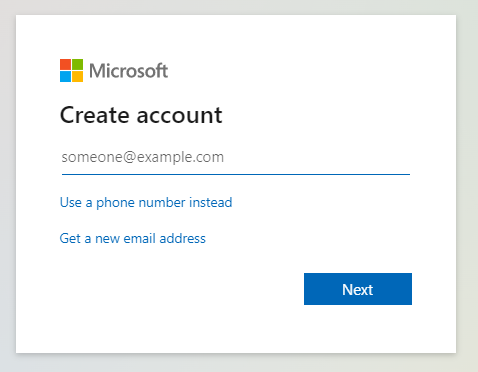 Microsoft
Create account
someone@example.com
Use a phone number instead
Get a new email address
Next